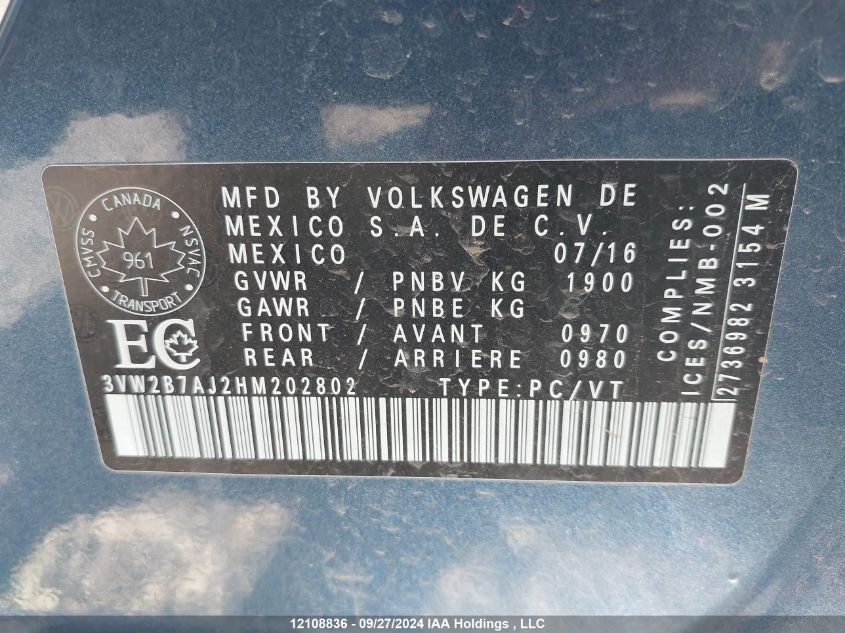 MFD BY VOLKSWAGEN DE
MEXICO S.A. DE C.V.
MEXICO 07/16
GVWR / PNBV KG 1900
GAWR / PNBE KG
FRONT / AVANT 0970
REAR / ARRIERE 0980
3VW2B7AJ2HM202802 TYPE:PC/VT
CANADA
CMVSS NSVAC
961
TRANSPORT
EC
COMPLIES:
ICES/NMB-002
2736982 3154 M
12108836 - 09/27/2024 IAA Holdings , LLC